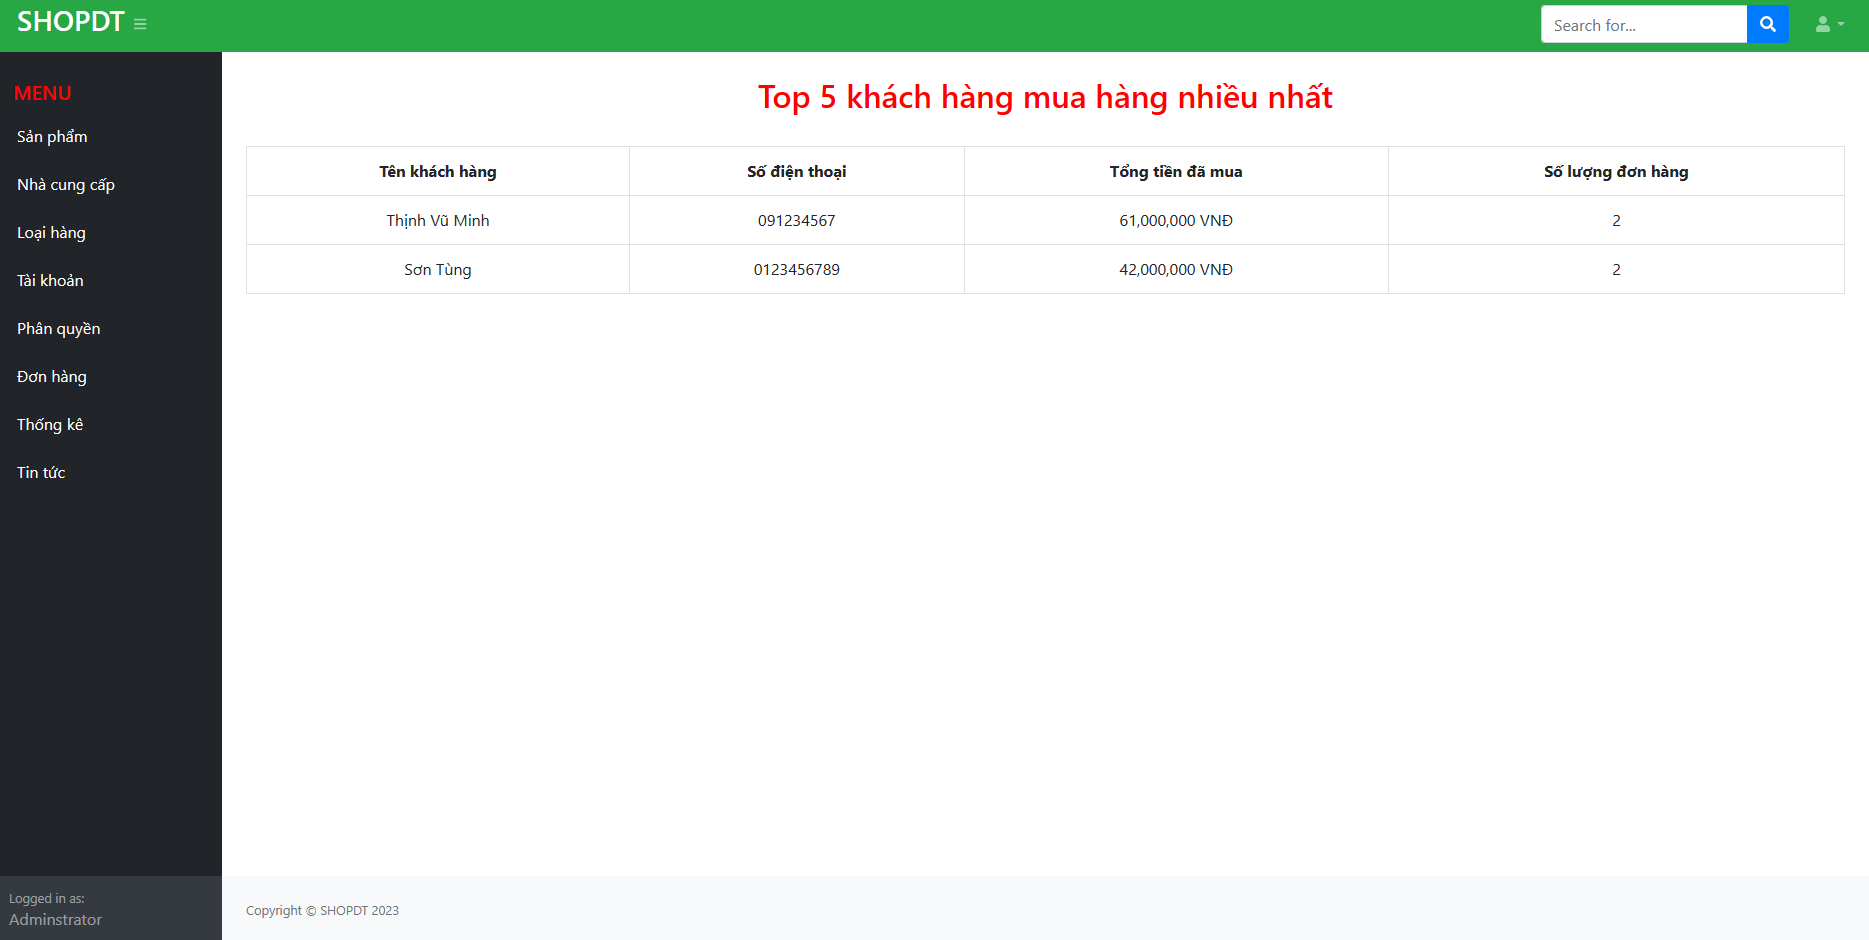 SHOPDT
Search for...
MENU
Sản phẩm
Nhà cung cấp
Loại hàng
Tài khoản
Phân quyền
Đơn hàng
Thống kê
Tin tức
Logged in as:
Adminstrator
Top 5 khách hàng mua hàng nhiều nhất
Tên khách hàng Số điện thoại Tổng tiền đã mua Số lượng đơn hàng
Thịnh Vũ Minh 091234567 61,000,000 VNĐ 2
Sơn Tùng 0123456789 42,000,000 VNĐ 2
Copyright © SHOPDT 2023